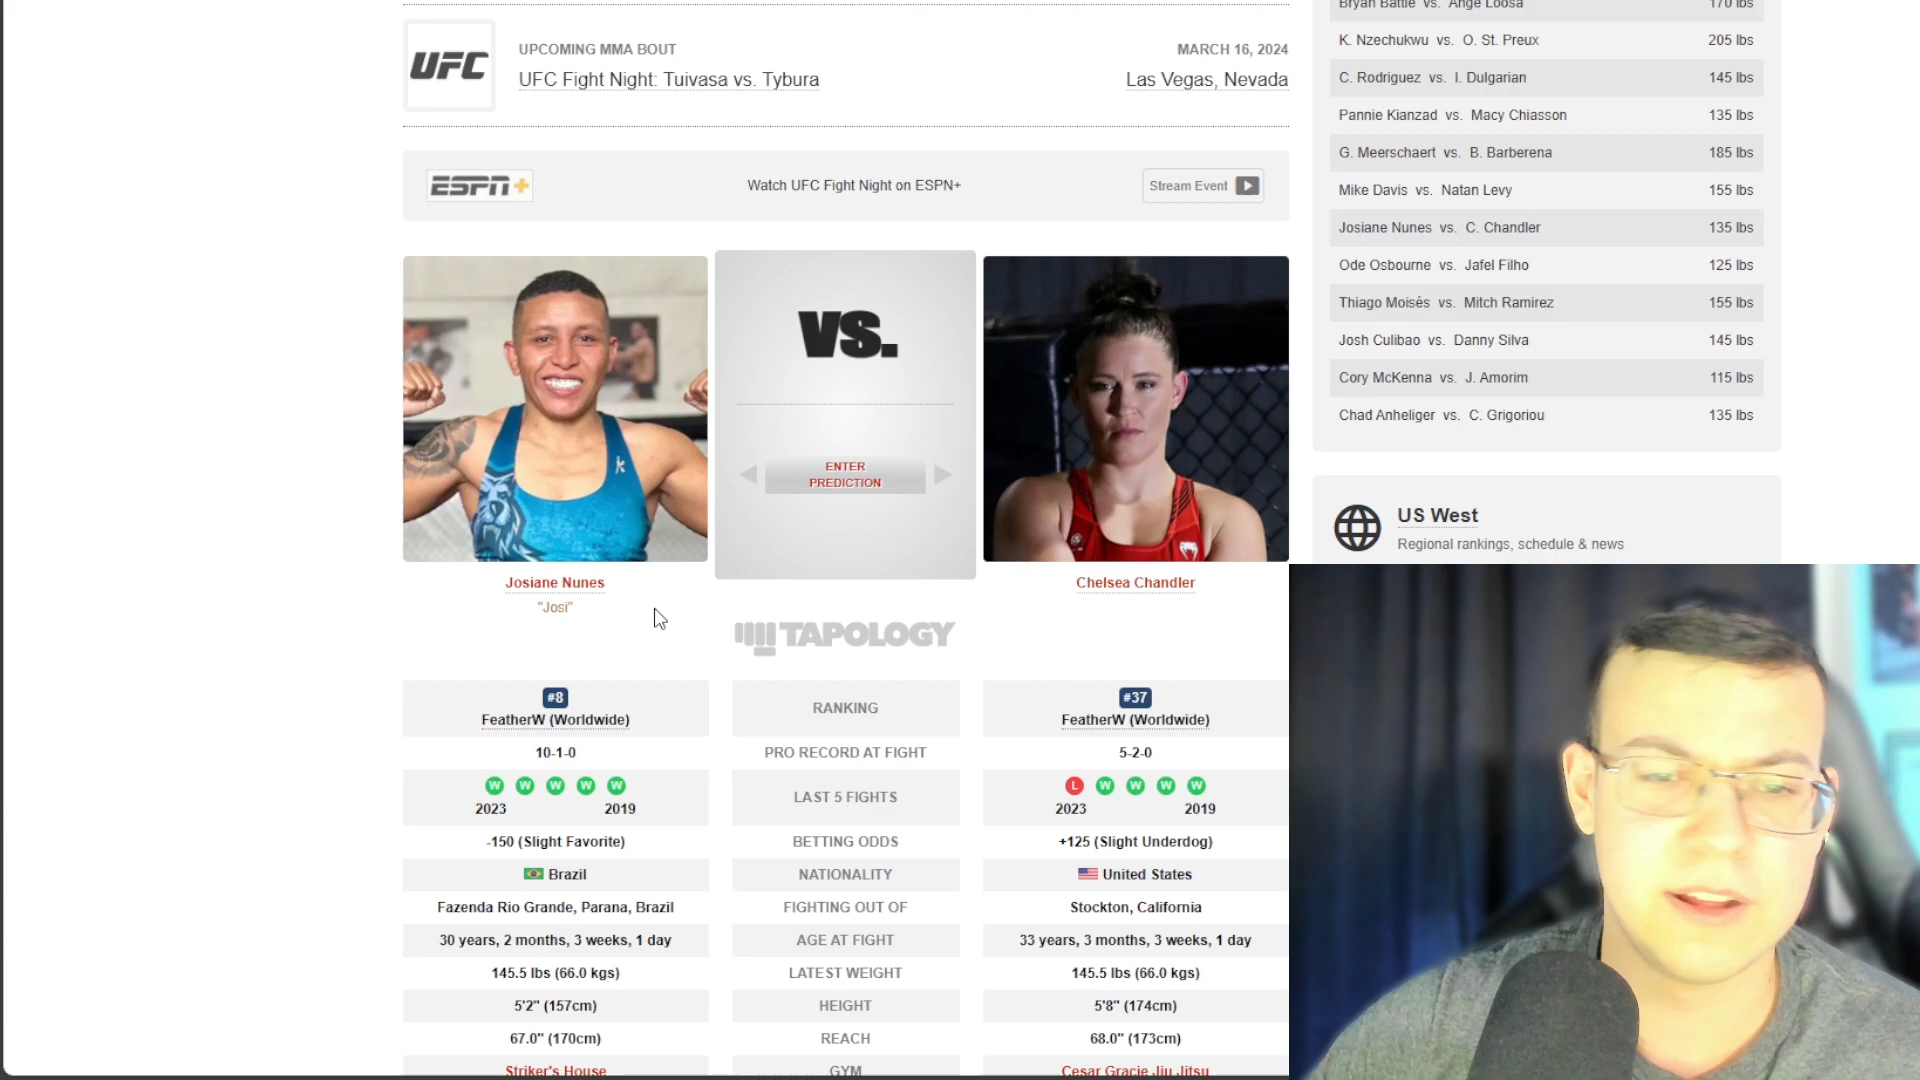 UFC
UPCOMING MMA BOUT
MARCH 16, 2024
UFC Fight Night: Tuivasa vs. Tybura
Las Vegas, Nevada
ESPN+
Watch UFC Fight Night on ESPN+
Stream Event
VS.
ENTER
PREDICTION
Josiane Nunes
"Josi"
Chelsea Chandler
TAPOLOGY
#8
FeatherW (Worldwide)
RANKING
#37
FeatherW (Worldwide)
10-1-0
PRO RECORD AT FIGHT
5-2-0
W W W W W
2023 2019
LAST 5 FIGHTS
L W W W W
2023 2019
-150 (Slight Favorite)
BETTING ODDS
+125 (Slight Underdog)
Brazil
NATIONALITY
United States
Fazenda Rio Grande, Parana, Brazil
FIGHTING OUT OF
Stockton, California
30 years, 2 months, 3 weeks, 1 day
AGE AT FIGHT
33 years, 3 months, 3 weeks, 1 day
145.5 lbs (66.0 kgs)
LATEST WEIGHT
145.5 lbs (66.0 kgs)
5'2" (157cm)
HEIGHT
5'8" (174cm)
67.0" (170cm)
REACH
68.0" (173cm)
Striker's House
GYM
Cesar Gracie Jiu Jitsu
Bryan Battle vs. Ange Loosa 170 lbs
K. Nzechukwu vs. O. St. Preux 205 lbs
C. Rodriguez vs. I. Dulgarian 145 lbs
Pannie Kianzad vs. Macy Chiasson 135 lbs
G. Meerschaert vs. B. Barberena 185 lbs
Mike Davis vs. Natan Levy 155 lbs
Josiane Nunes vs. C. Chandler 135 lbs
Ode Osbourne vs. Jafel Filho 125 lbs
Thiago Moisés vs. Mitch Ramirez 155 lbs
Josh Culibao vs. Danny Silva 145 lbs
Cory McKenna vs. J. Amorim 115 lbs
Chad Anheliger vs. C. Grigoriou 135 lbs
US West
Regional rankings, schedule & news